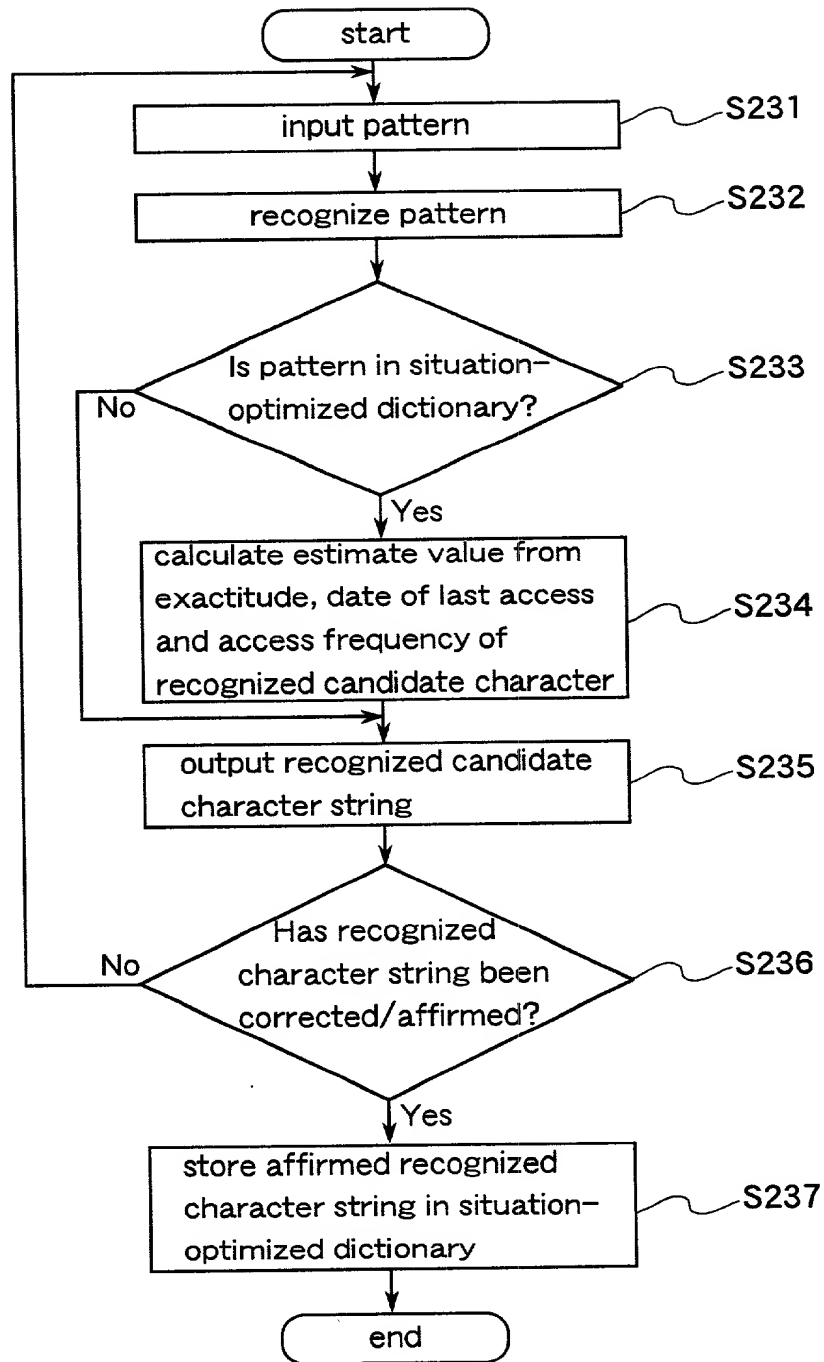 start
input pattern
S231
recognize pattern
S232
Is pattern in situation-
optimized dictionary?
S233
No
Yes
calculate estimate value from
exactitude, date of last access
and access frequency of
recognized candidate character
S234
output recognized candidate
character string
S235
Has recognized
character string been
corrected/affirmed?
S236
No
Yes
store affirmed recognized
character string in situation-
optimized dictionary
S237
end